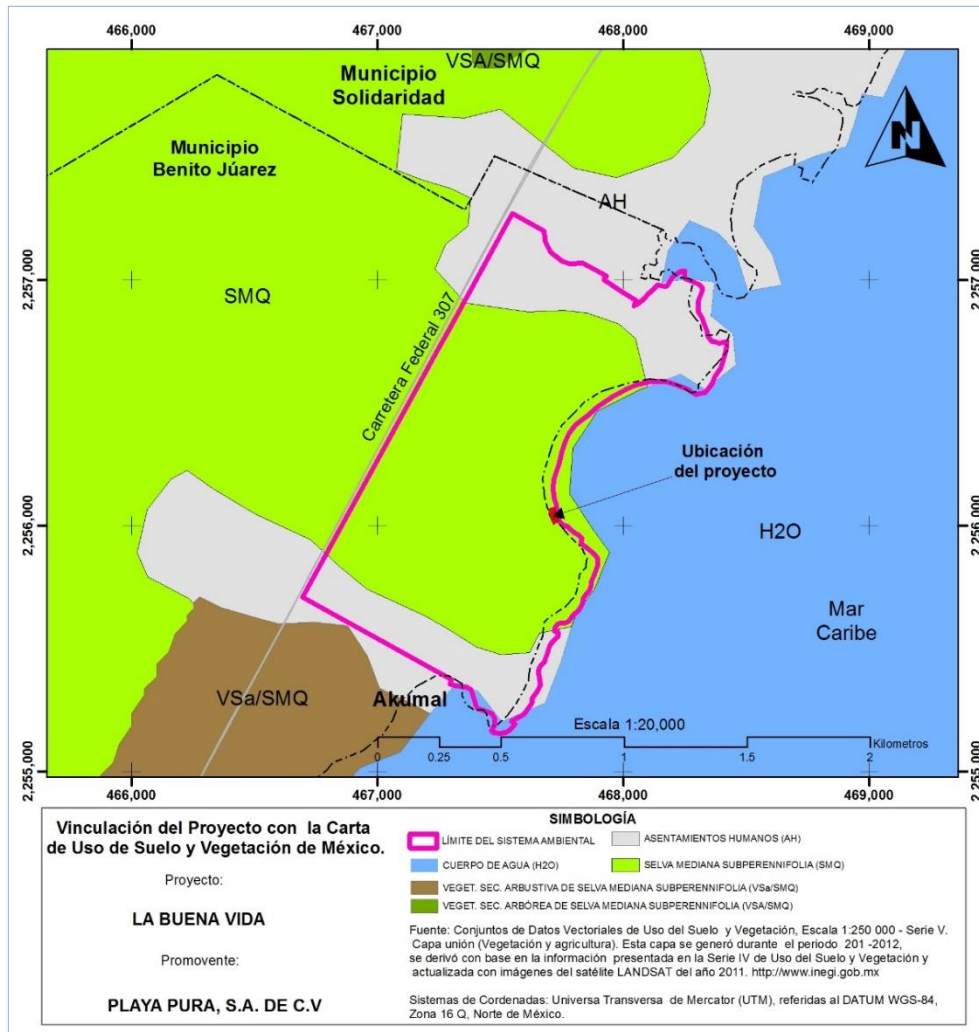 466,000 467,000 468,000 469,000
VSA/SMQ
Municipio
Solidaridad
Municipio
Benito Júarez
AH
2,257,000 2,257,000
SMQ
Carretera Federal 307
Ubicación
del proyecto
2,256,000 2,256,000
H2O
Mar
Caribe
VSa/SMQ
Akumal
Escala 1:20,000
Kilometros
0 0.25 0.5 1 1.5 2
2,255,000 2,255,000
466,000 467,000 468,000 469,000
N
Vinculación del Proyecto con la Carta
de Uso de Suelo y Vegetación de México.
Proyecto:
LA BUENA VIDA
Promovente:
PLAYA PURA, S.A. DE C.V
SIMBOLOGÍA
LÍMITE DEL SISTEMA AMBIENTAL ASENTAMIENTOS HUMANOS (AH)
CUERPO DE AGUA (H2O) SELVA MEDIANA SUBPERENNIFOLIA (SMQ)
VEGET. SEC. ARBUSTIVA DE SELVA MEDIANA SUBPERENNIFOLIA (VSa/SMQ)
VEGET. SEC. ARBÓREA DE SELVA MEDIANA SUBPERENNIFOLIA (VSA/SMQ)
Fuente: Conjuntos de Datos Vectoriales de Uso del Suelo y Vegetación, Escala 1:250 000 - Serie V.
Capa unión (Vegetación y agricultura). Esta capa se generó durante el periodo 201 -2012,
se derivó con base en la información presentada en la Serie IV de Uso del Suelo y Vegetación y
actualizada con imágenes del satélite LANDSAT del año 2011. http://www.inegi.gob.mx
Sistemas de Cordenadas: Universa Transversa de Mercator (UTM), referidas al DATUM WGS-84,
Zona 16 Q, Norte de México.